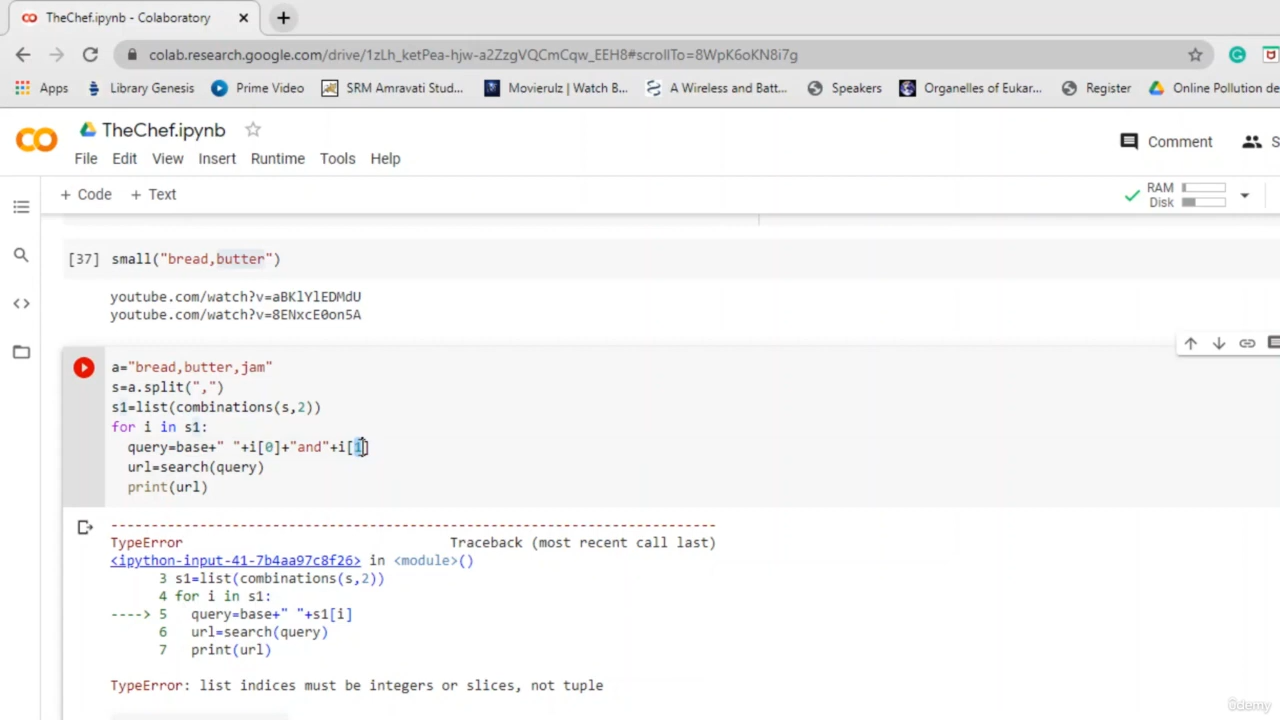 TheChef.ipynb - Colaboratory
colab.research.google.com/drive/1zLh_ketPea-hjw-a2ZzgVQCmCqw_EEH8#scrollTo=8WpK6oKN8i7g
Apps Library Genesis Prime Video SRM Amravati Stud... Movierulz | Watch B... A Wireless and Batt... Speakers Organelles of Eukar... Register Online Pollution de
TheChef.ipynb
Comment S
File Edit View Insert Runtime Tools Help
+ Code + Text
RAM
Disk
[37] small("bread,butter")
youtube.com/watch?v=aBKlYlEDMdU
youtube.com/watch?v=8ENxcE0on5A
a="bread,butter,jam"
s=a.split(",")
s1=list(combinations(s,2))
for i in s1:
query=base+" "+i[0]+"and"+i[i]
url=search(query)
print(url)
---------------------------------------------------------------------------
TypeError Traceback (most recent call last)
<ipython-input-41-7b4aa97c8f26> in <module>()
3 s1=list(combinations(s,2))
4 for i in s1:
----> 5 query=base+" "+s1[i]
6 url=search(query)
7 print(url)
TypeError: list indices must be integers or slices, not tuple
ûdemy